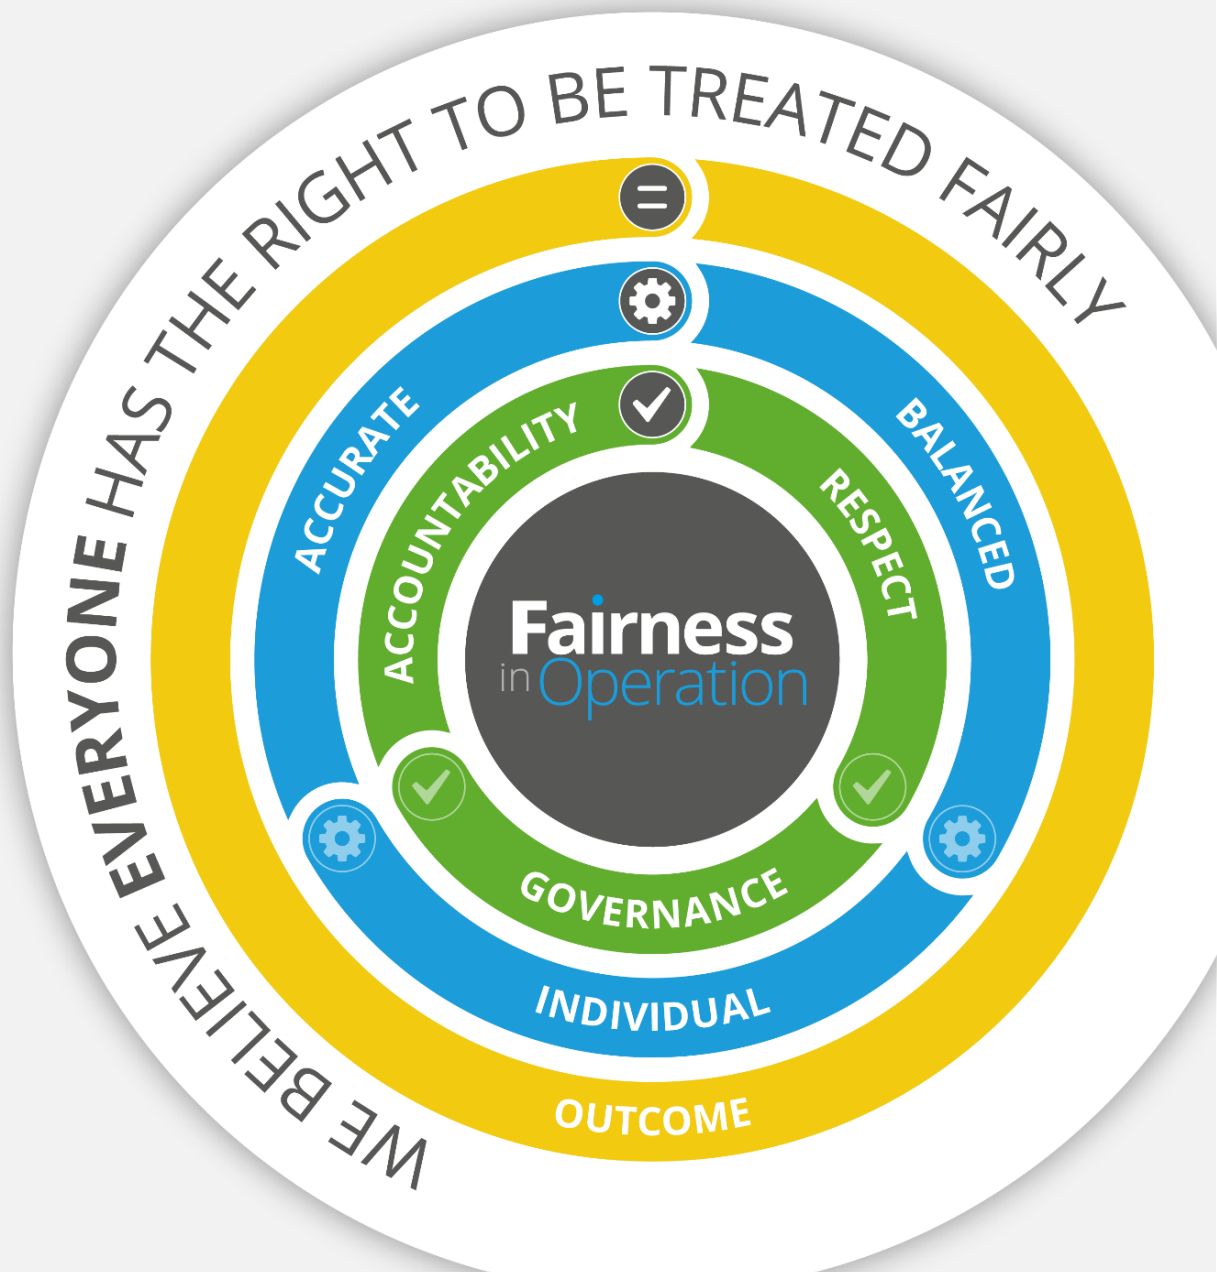 WE BELIEVE EVERYONE HAS THE RIGHT TO BE TREATED FAIRLY
ACCURATE
BALANCED
ACCOUNTABILITY
RESPECT
Fairness
in Operation
GOVERNANCE
INDIVIDUAL
OUTCOME